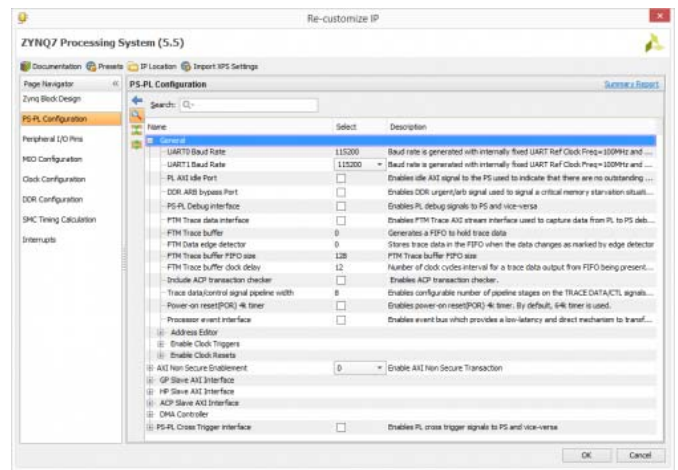 Re-customize IP
ZYNQ7 Processing System (5.5)
Documentation Presets IP Location Import XPS Settings
Page Navigator
Zynq Block Design
PS-PL Configuration
Peripheral I/O Pins
MIO Configuration
Clock Configuration
DDR Configuration
SMC Timing Calculation
Interrupts
PS-PL Configuration Summary Report
Search:
Name Select Description
General
UART0 Baud Rate 115200 Baud rate is generated with internally fixed UART Ref Clock Freq=100MHz and ...
UART1 Baud Rate 115200 Baud rate is generated with internally fixed UART Ref Clock Freq=100MHz and ...
PL AXI idle Port Enables idle AXI signal to the PS used to indicate that there are no outstanding ...
DDR ARB bypass Port Enables DDR urgent/arb signal used to signal a critical memory starvation situati...
PS-PL Debug interface Enables PL debug signals to PS and vice-versa
FTM Trace data interface Enables FTM Trace AXI stream interface used to capture data from PL to PS deb...
FTM Trace buffer 0 Generates a FIFO to hold trace data
FTM Data edge detector 0 Stores trace data in the FIFO when the data changes as marked by edge detector
FTM Trace buffer FIFO size 128 FTM Trace buffer FIFO size
FTM Trace buffer clock delay 12 Number of clock cycles interval for a trace data output from FIFO being present...
Include ACP transaction checker Enables ACP transaction checker.
Trace data/control signal pipeline width 8 Enables configurable number of pipeline stages on the TRACE DATA/CTL signals...
Power-on reset(POR) 4k timer Enables power-on reset(POR) 4k timer. By default, 64k timer is used.
Processor event interface Enables event bus which provides a low-latency and direct mechanism to transf...
Address Editor
Enable Clock Triggers
Enable Clock Resets
AXI Non Secure Enablement 0 Enable AXI Non Secure Transaction
GP Slave AXI Interface
HP Slave AXI Interface
ACP Slave AXI Interface
DMA Controller
PS-PL Cross Trigger interface Enables PL cross trigger signals to PS and vice-versa
OK Cancel